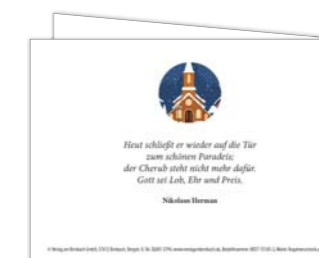 Heut schließt er wieder auf die Tür
zum schönen Paradeis;
der Cherub steht nicht mehr dafür.
Gott sei Lob, Ehr und Preis.
Nikolaus Herman